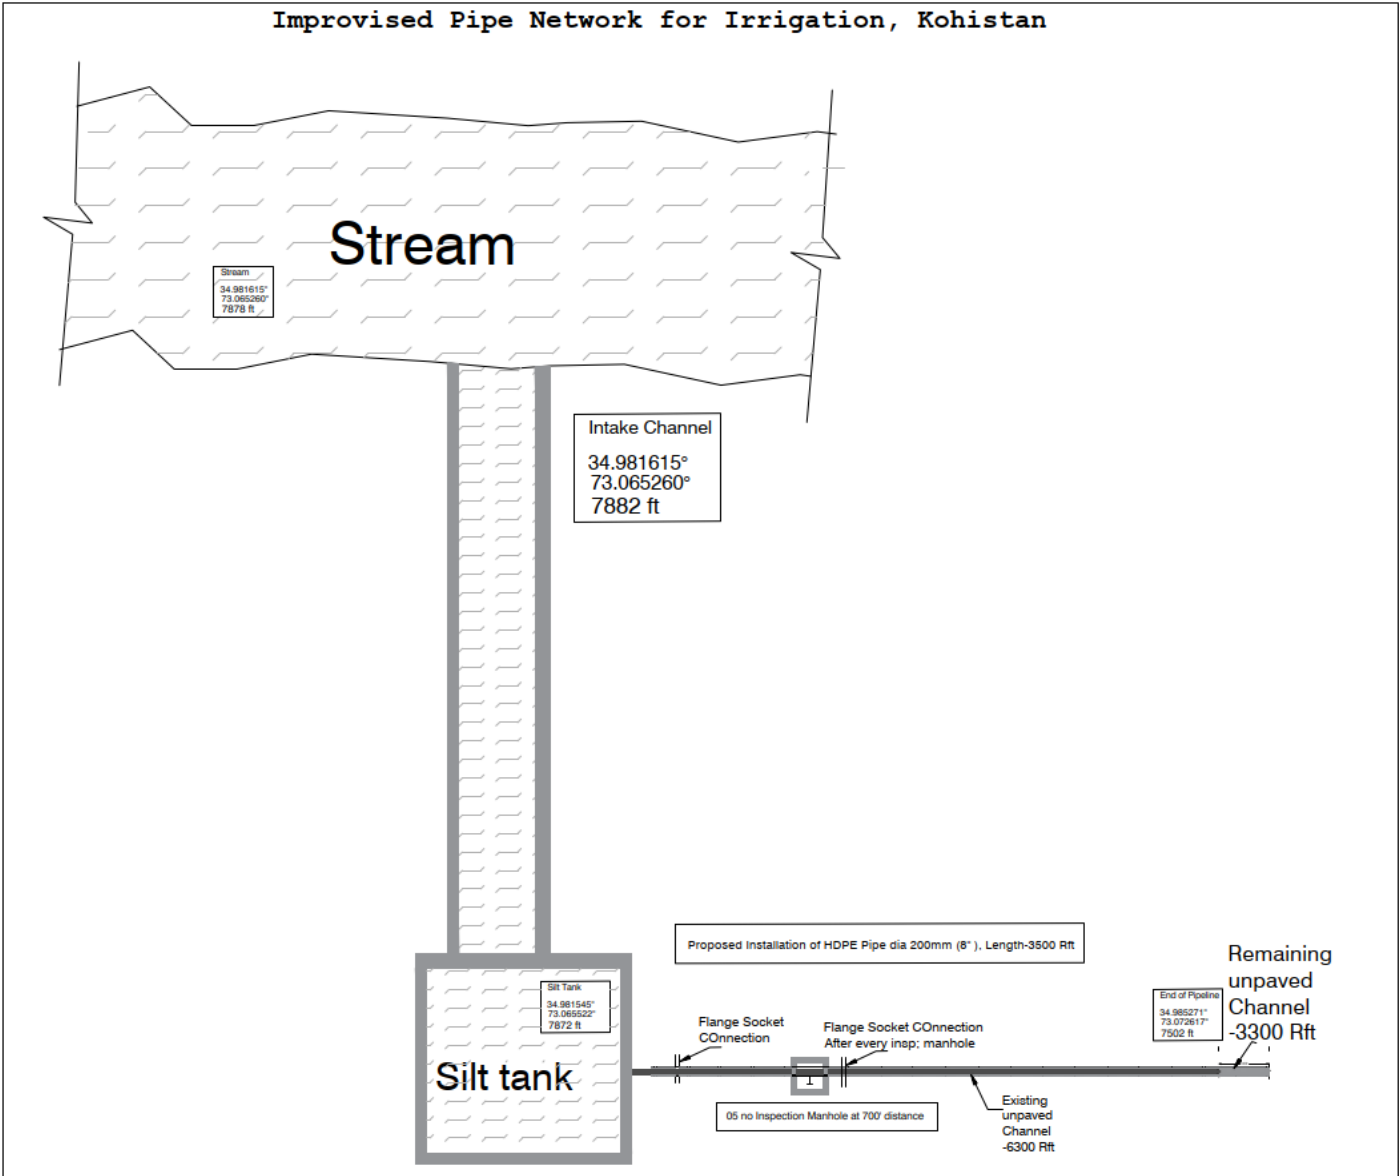 Improvised Pipe Network for Irrigation, Kohistan
Stream
Stream
34.981615°
73.065260°
7878 ft
Intake Channel
34.981615°
73.065260°
7882 ft
Proposed Installation of HDPE Pipe dia 200mm (8" ), Length-3500 Rft
Remaining
unpaved
Channel
-3300 Rft
Silt Tank
34.981545°
73.065522°
7872 ft
End of Pipeline
34.985271°
73.072617°
7502 ft
Flange Socket
COnnection
Flange Socket COnnection
After every insp; manhole
Silt tank
05 no Inspection Manhole at 700' distance
Existing
unpaved
Channel
-6300 Rft